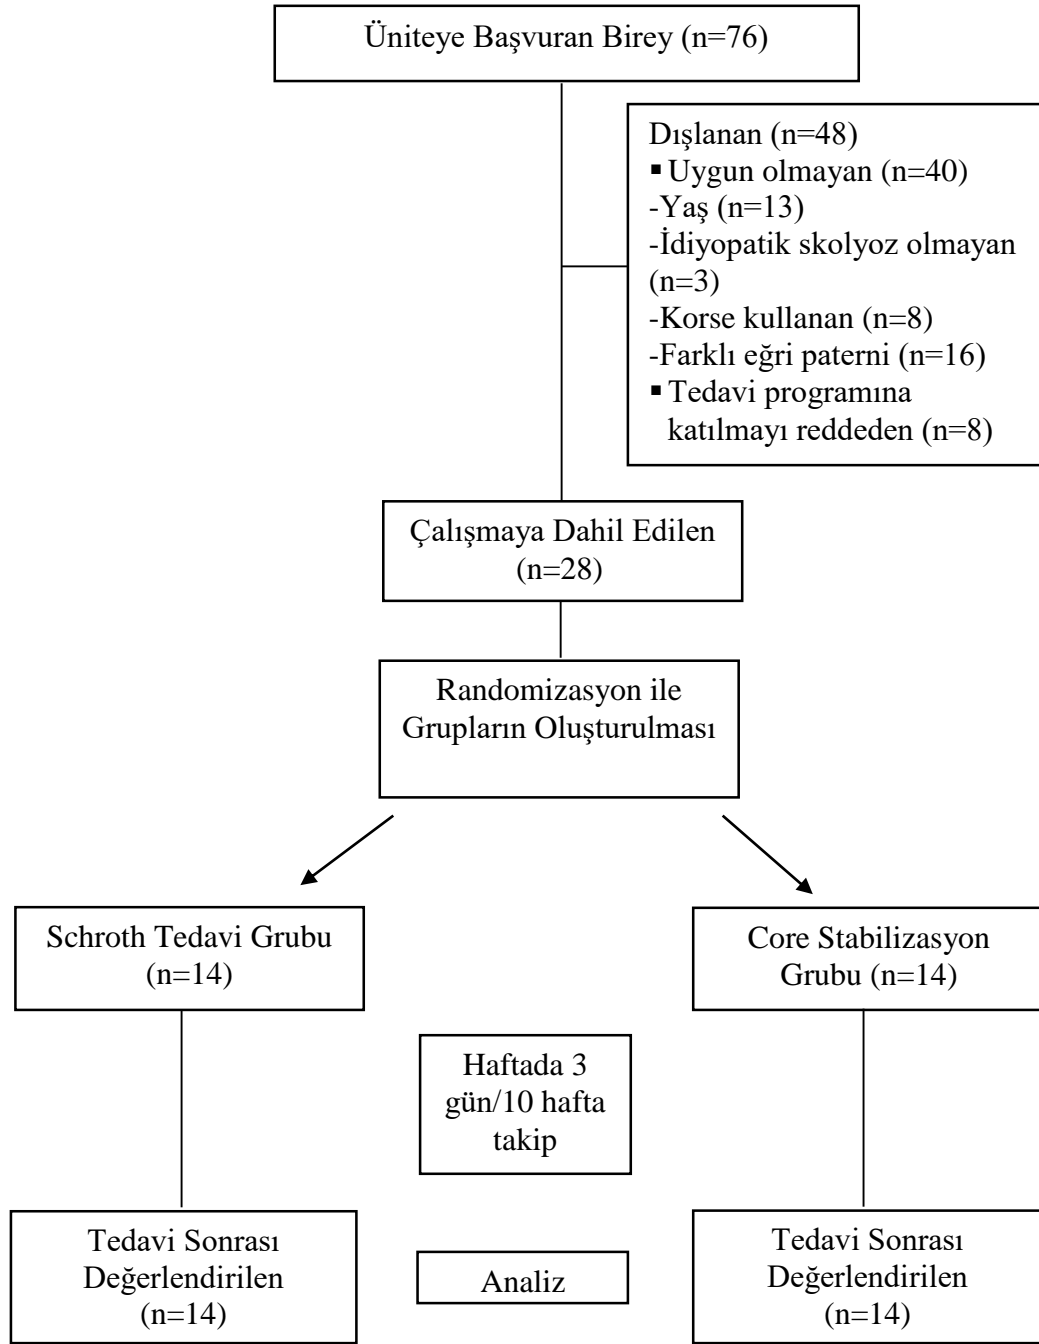 Üniteye Başvuran Birey (n=76)
Dışlanan (n=48)
▪ Uygun olmayan (n=40)
-Yaş (n=13)
-İdiyopatik skolyoz olmayan
(n=3)
-Korse kullanan (n=8)
-Farklı eğri paterni (n=16)
▪ Tedavi programına
katılmayı reddeden (n=8)
Çalışmaya Dahil Edilen
(n=28)
Randomizasyon ile
Grupların Oluşturulması
Schroth Tedavi Grubu
(n=14)
Core Stabilizasyon
Grubu (n=14)
Haftada 3
gün/10 hafta
takip
Tedavi Sonrası
Değerlendirilen
(n=14)
Analiz
Tedavi Sonrası
Değerlendirilen
(n=14)